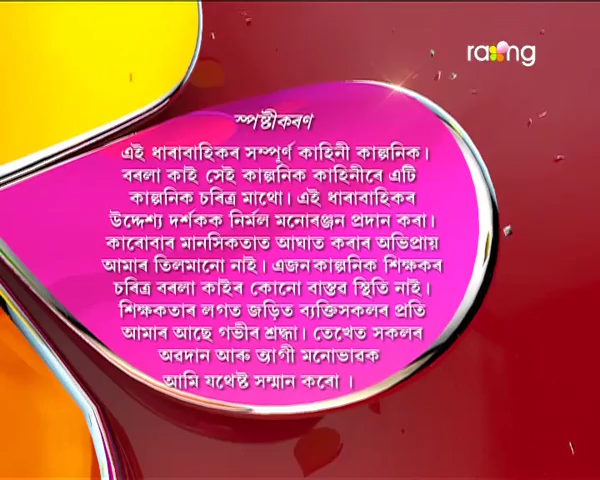 rang
স্পষ্টীকৰণ
এই ধাৰাবাহিকৰ সম্পূৰ্ণ কাহিনী কাল্পনিক।
বৰলা কাই সেই কাল্পনিক কাহিনীৰে এটি
কাল্পনিক চৰিত্ৰ মাথো। এই ধাৰাবাহিকৰ
উদ্দেশ্য দৰ্শকক নিৰ্মল মনোৰঞ্জন প্ৰদান কৰা।
কাৰোবাৰ মানসিকতাত আঘাত কৰাৰ অভিপ্ৰায়
আমাৰ তিলমানো নাই। এজন কাল্পনিক শিক্ষকৰ
চৰিত্ৰ বৰলা কাইৰ কোনো বাস্তৱ স্থিতি নাই।
শিক্ষকতাৰ লগত জড়িত ব্যক্তিসকলৰ প্ৰতি
আমাৰ আছে গভীৰ শ্ৰদ্ধা। তেখেত সকলৰ
অৱদান আৰু ত্যাগী মনোভাবক
আমি যথেষ্ট সন্মান কৰো ।